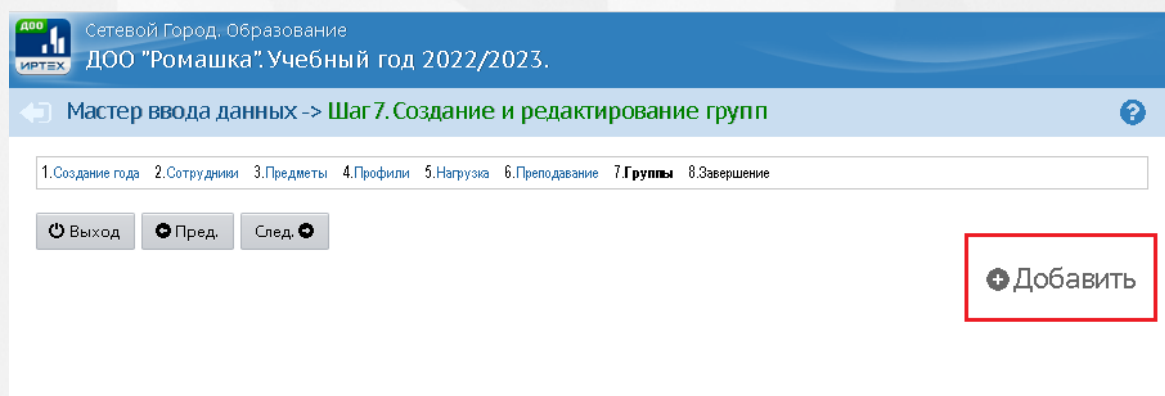 ДОО
ИРТЕХ
Сетевой Город. Образование
ДОО "Ромашка". Учебный год 2022/2023.
Мастер ввода данных -> Шаг 7. Создание и редактирование групп
?
1.Создание года 2.Сотрудники 3.Предметы 4.Профили 5.Нагрузка 6.Преподавание 7.Группы 8.Завершение
Выход Пред. След.
Добавить